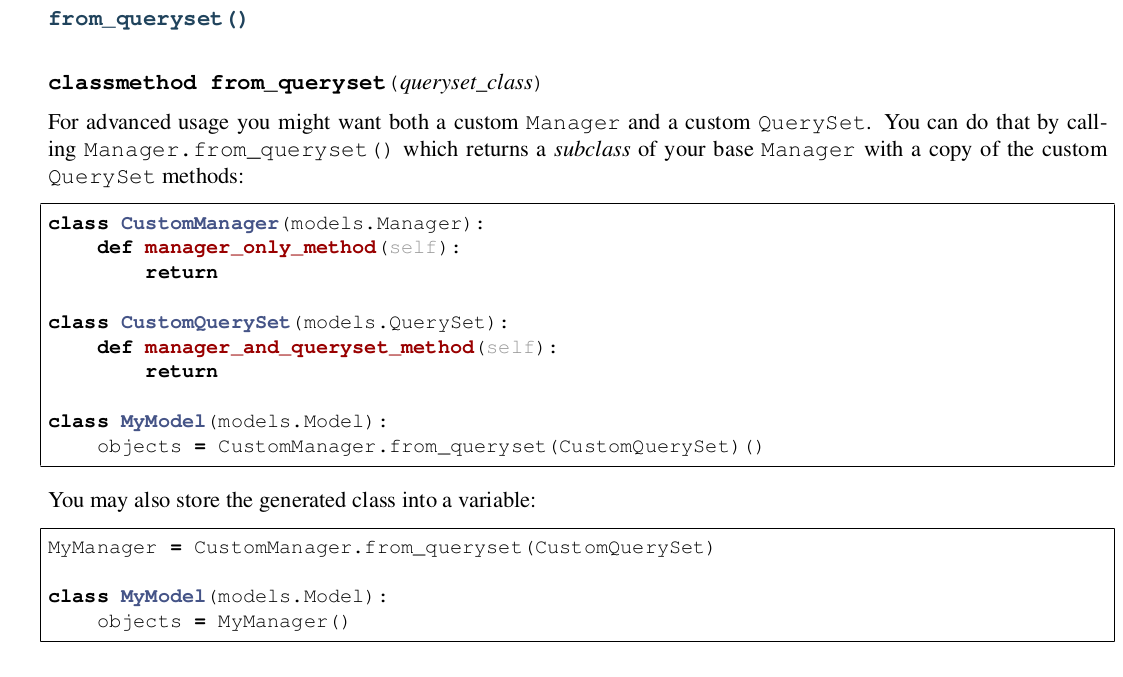 from_queryset()
classmethod from_queryset(queryset_class)
For advanced usage you might want both a custom Manager and a custom QuerySet. You can do that by call-
ing Manager.from_queryset() which returns a subclass of your base Manager with a copy of the custom
QuerySet methods:
class CustomManager(models.Manager):
    def manager_only_method(self):
        return
class CustomQuerySet(models.QuerySet):
    def manager_and_queryset_method(self):
        return
class MyModel(models.Model):
    objects = CustomManager.from_queryset(CustomQuerySet)()
You may also store the generated class into a variable:
MyManager = CustomManager.from_queryset(CustomQuerySet)
class MyModel(models.Model):
    objects = MyManager()